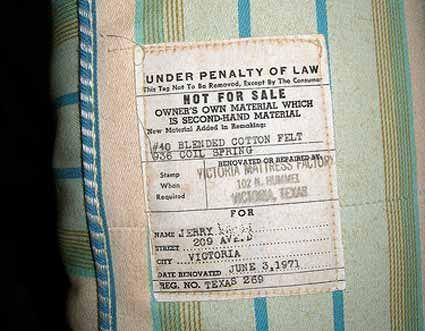 UNDER PENALTY OF LAW
This Tag Not To Be Removed, Except By The Consumer
NOT FOR SALE
OWNER'S OWN MATERIAL WHICH
IS SECOND-HAND MATERIAL
New Material Added in Remaking:
#40 BLENDED COTTON FELT
936 COIL SPRING
RENOVATED OR REPAIRED BY:
Stamp
When
Required
VICTORIA MATTRESS FACTORY
102 N. HUMMEL
VICTORIA, TEXAS
FOR
NAME JERRY
STREET 209 AVE. D
CITY VICTORIA
DATE RENOVATED JUNE 3, 1971
REG. NO. TEXAS 269